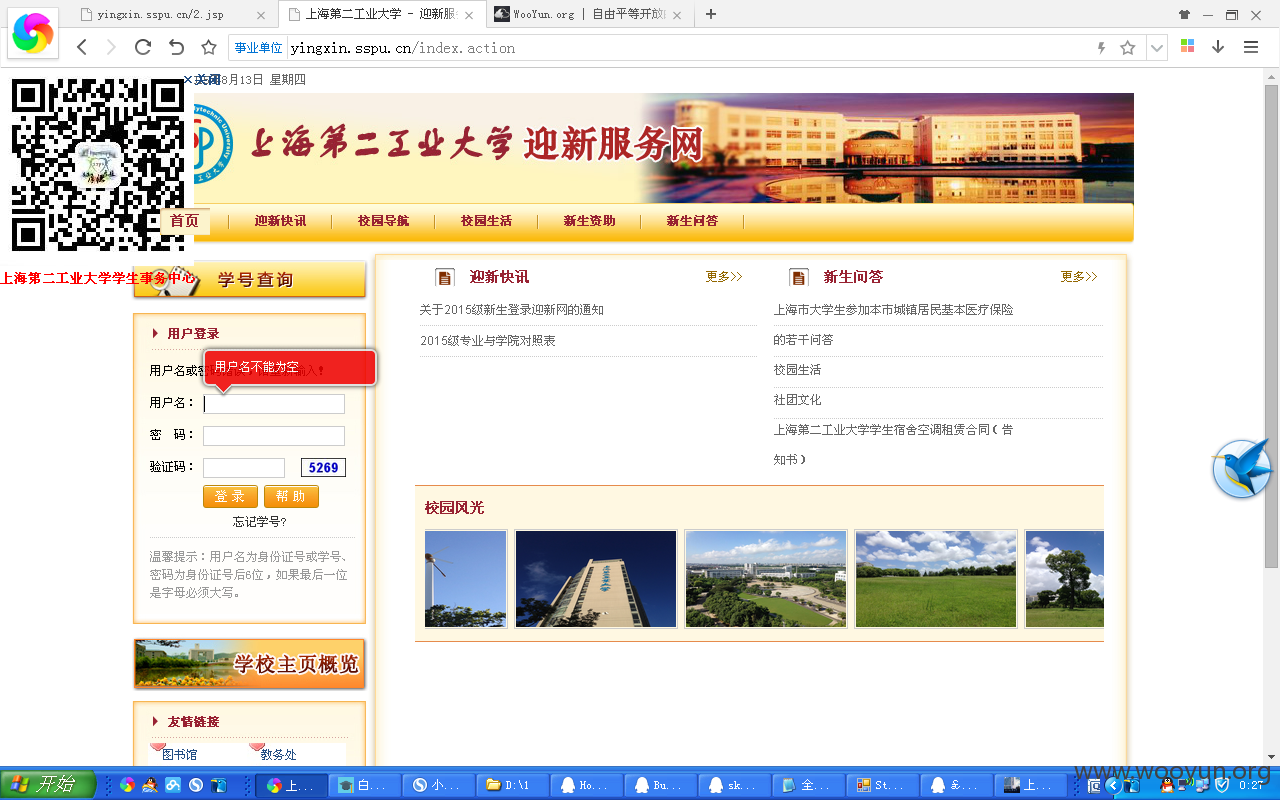 yingxin.sspu.cn/2.jsp
上海第二工业大学 - 迎新服
WooYun.org | 自由平等开放
事业单位
yingxin.sspu.cn/index.action
× 关闭
8月13日 星期四
上海第二工业大学 迎新服务网
首页
迎新快讯
校园导航
校园生活
新生资助
新生问答
上海第二工业大学学生事务中心
学号查询
用户登录
用户名不能为空
用户名或密
输入!
用户名：
密 码：
验证码：
5269
登 录
帮 助
忘记学号?
温馨提示：用户名为身份证号或学号、
密码为身份证号后6位，如果最后一位
是字母必须大写。
学校主页概览
友情链接
图书馆
教务处
迎新快讯
更多>>
关于2015级新生登录迎新网的通知
2015级专业与学院对照表
新生问答
更多>>
上海市大学生参加本市城镇居民基本医疗保险
的若干问答
校园生活
社团文化
上海第二工业大学学生宿舍空调租赁合同（告
知书）
校园风光
开始
上...
白...
小...
D:\1
Ho...
Bu...
sk...
全...
St...
&...
上...
0:27
www.wooyun.org